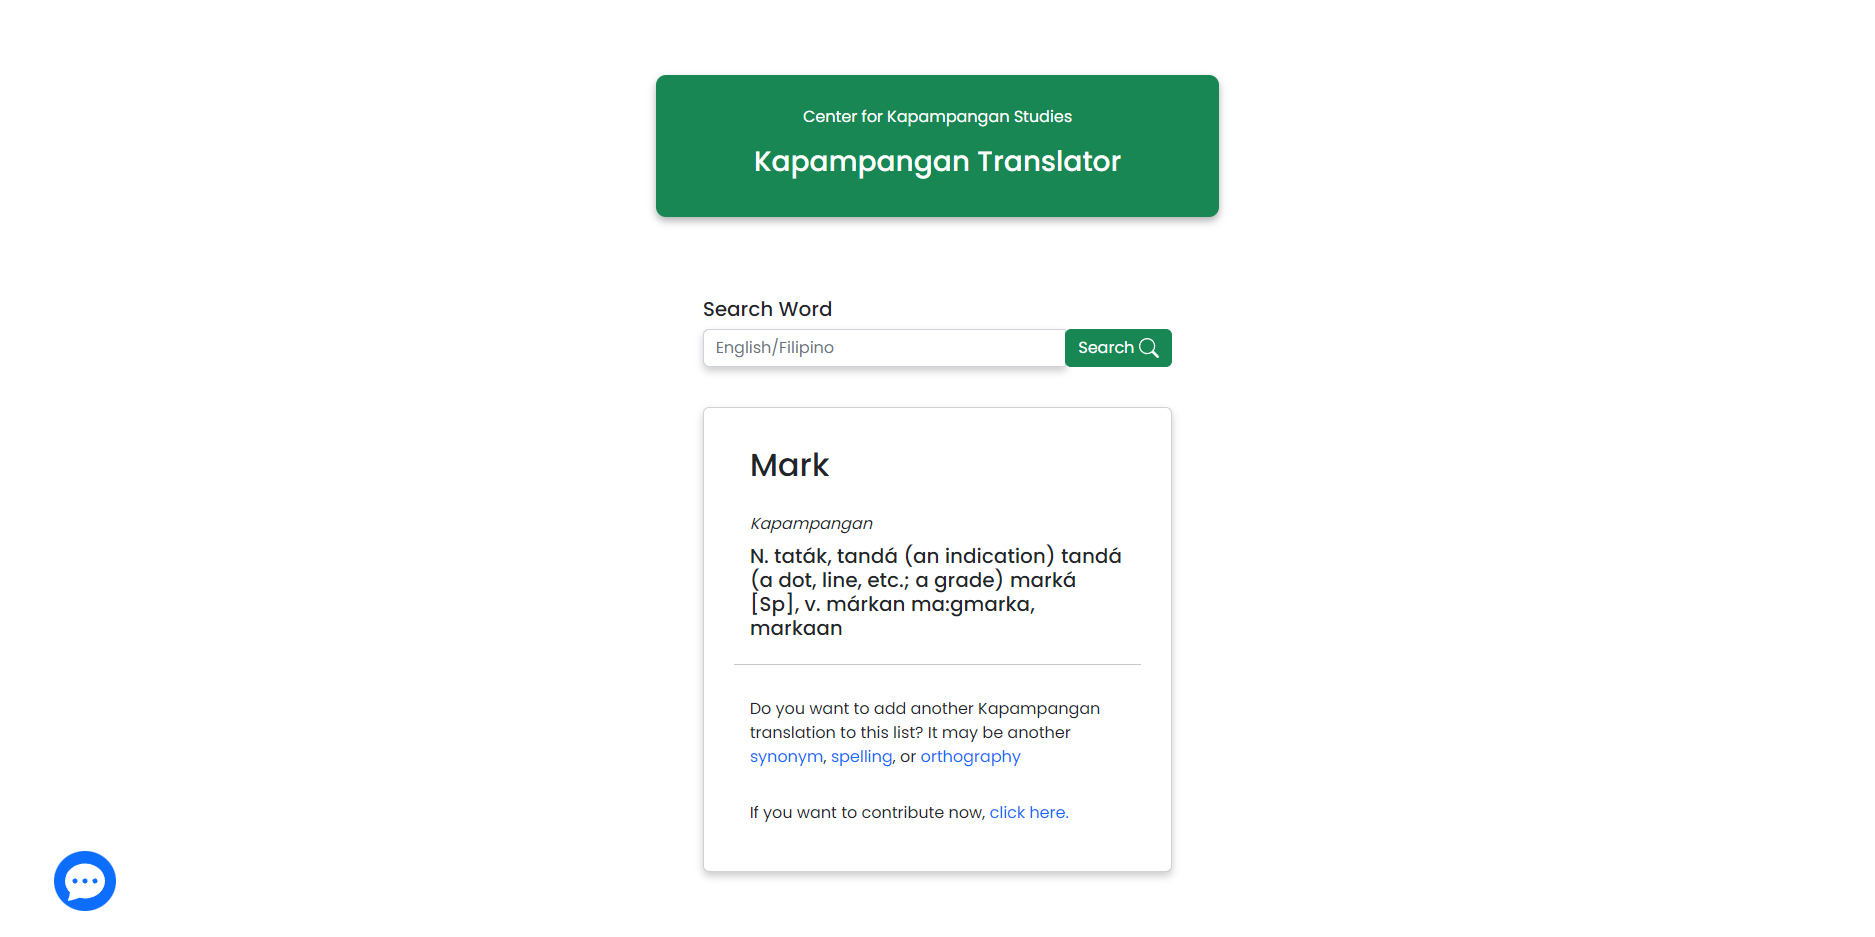 Center for Kapampangan Studies
Kapampangan Translator
Search Word
English/Filipino
Search
Mark
Kapampangan
N. taták, tandá (an indication) tandá
(a dot, line, etc.; a grade) marká
[Sp], v. márkan ma:gmarka,
markaan
Do you want to add another Kapampangan
translation to this list? It may be another
synonym, spelling, or orthography
If you want to contribute now, click here.